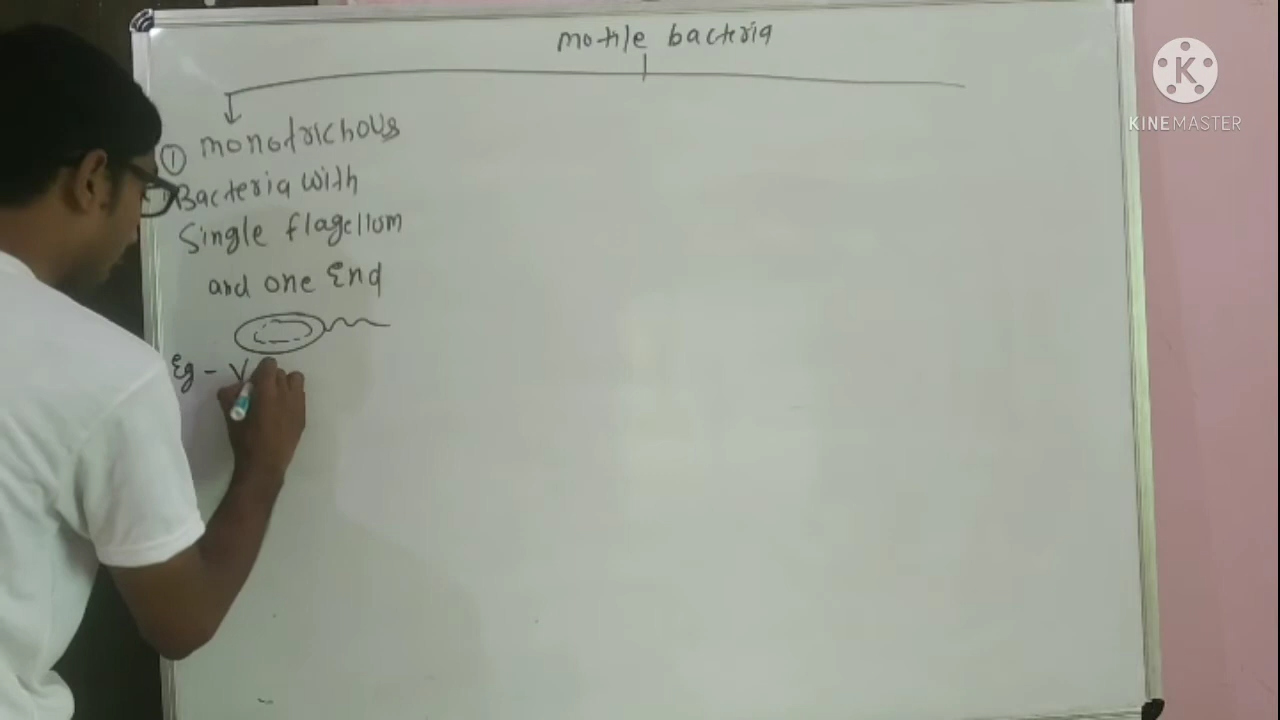 motile bacteria
① monotrichous
Bacteria with
Single flagellum
and one End
Eg - V
K
KINEMASTER